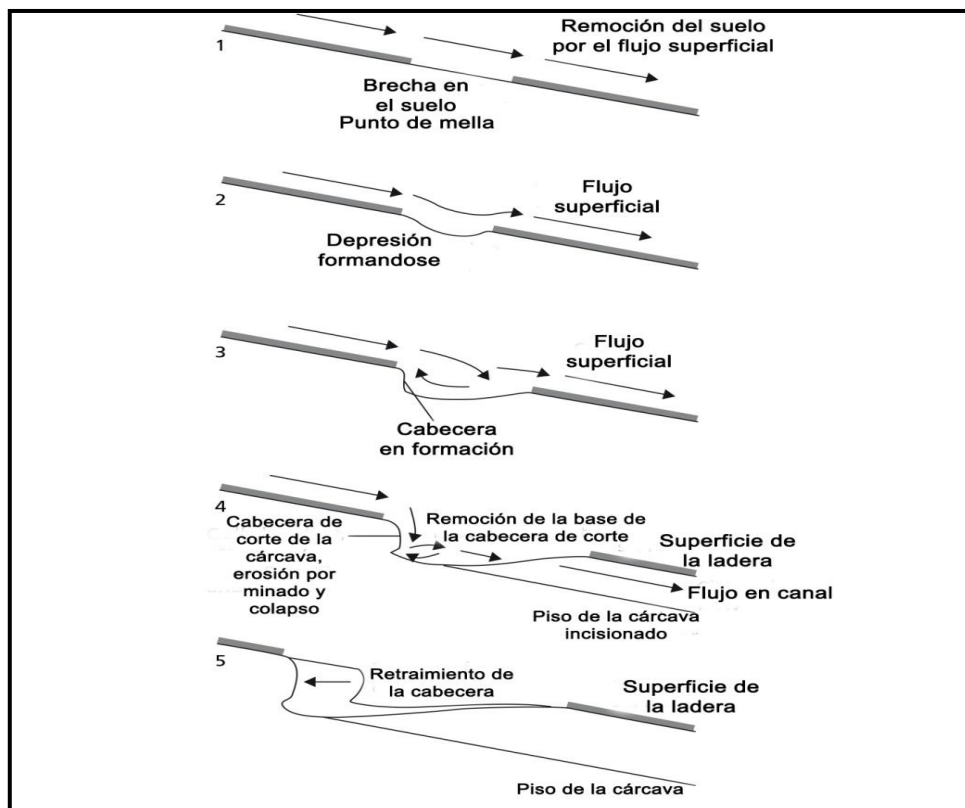 1
Remoción del suelo
por el flujo superficial
Brecha en
el suelo
Punto de mella
2
Flujo
superficial
Depresión
formandose
3
Flujo
superficial
Cabecera
en formación
4
Cabecera de
corte de la
cárcava,
erosión por
minado y
colapso
Remoción de la base de
la cabecera de corte
Superficie de
la ladera
Flujo en canal
Piso de la cárcava
incisionado
5
Retraimiento de
la cabecera
Superficie de
la ladera
Piso de la cárcava